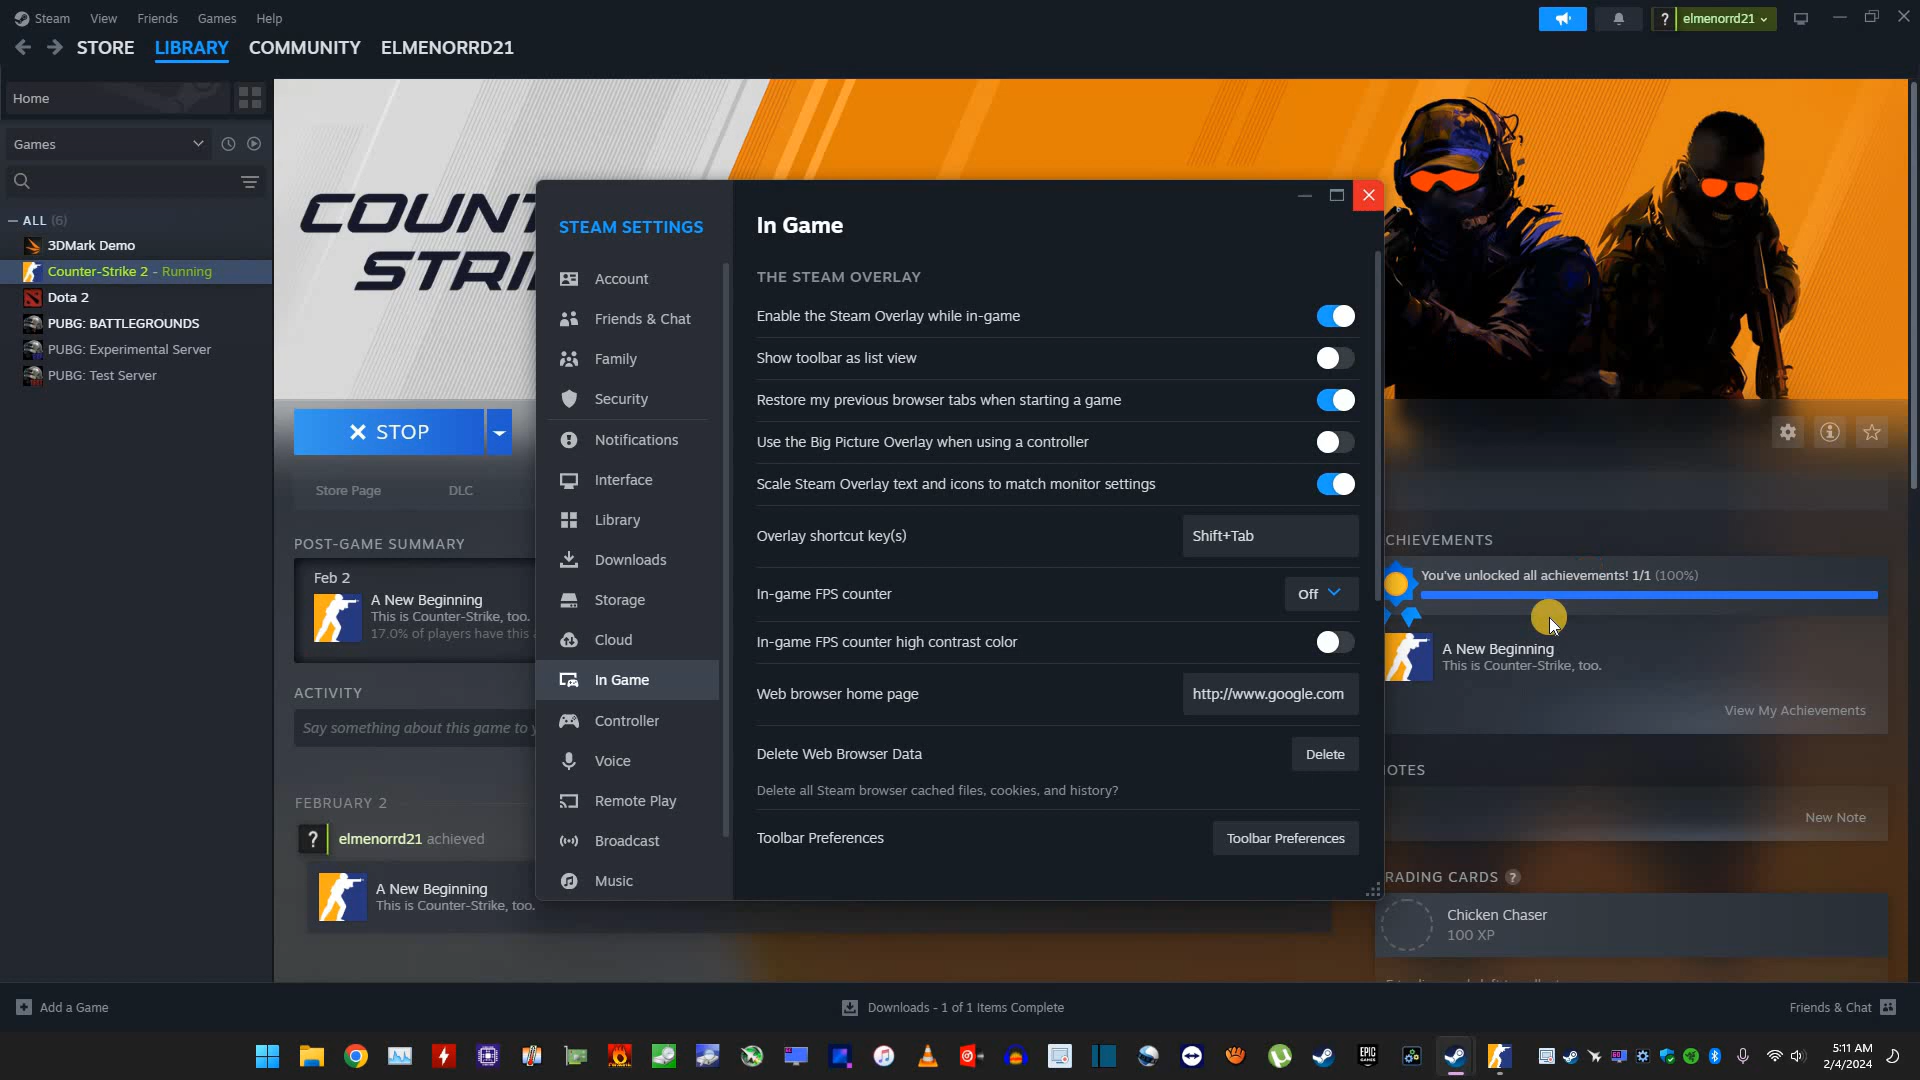 Steam View Friends Games Help
? elmenorrd21
STORE LIBRARY COMMUNITY ELMENORRD21
Home
Games
ALL (6)
3DMark Demo
Counter-Strike 2 - Running
Dota 2
PUBG: BATTLEGROUNDS
PUBG: Experimental Server
PUBG: Test Server
COUNT
STRI
STOP
Store Page DLC
POST-GAME SUMMARY
Feb 2
A New Beginning
This is Counter-Strike, too.
17.0% of players have this
ACTIVITY
Say something about this game to
FEBRUARY 2
? elmenorrd21 achieved
A New Beginning
This is Counter-Strike, too.
STEAM SETTINGS
Account
Friends & Chat
Family
Security
Notifications
Interface
Library
Downloads
Storage
Cloud
In Game
Controller
Voice
Remote Play
Broadcast
Music
In Game
THE STEAM OVERLAY
Enable the Steam Overlay while in-game
Show toolbar as list view
Restore my previous browser tabs when starting a game
Use the Big Picture Overlay when using a controller
Scale Steam Overlay text and icons to match monitor settings
Overlay shortcut key(s) Shift+Tab
In-game FPS counter Off
In-game FPS counter high contrast color
Web browser home page http://www.google.com
Delete Web Browser Data Delete
Delete all Steam browser cached files, cookies, and history?
Toolbar Preferences Toolbar Preferences
CHIEVEMENTS
You've unlocked all achievements! 1/1 (100%)
A New Beginning
This is Counter-Strike, too.
View My Achievements
OTES
New Note
RADING CARDS ?
Chicken Chaser
100 XP
Add a Game
Downloads - 1 of 1 Items Complete
Friends & Chat
EPIC
GAMES
5:11 AM
2/4/2024